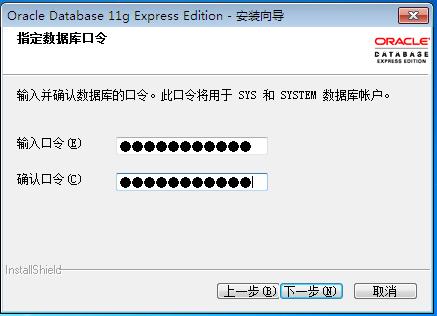 Oracle Database 11g Express Edition - 安装向导
指定数据库口令
ORACLE
DATABASE
EXPRESS EDITION
输入并确认数据库的口令。此口令将用于 SYS 和 SYSTEM 数据库帐户。
输入口令(E) ●●●●●●●●●●●
确认口令(C) ●●●●●●●●●●●
InstallShield
上一步(B) 下一步(N) 取消